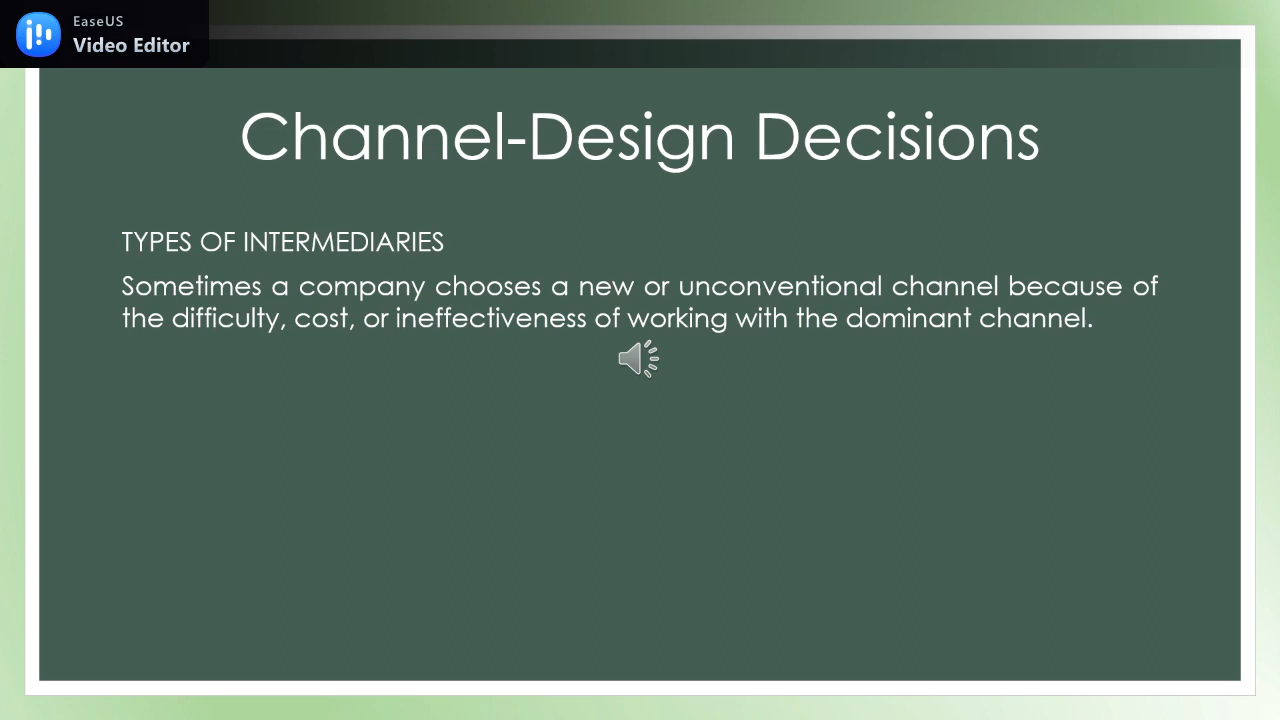 EaseUS
Video Editor
Channel-Design Decisions
TYPES OF INTERMEDIARIES
Sometimes a company chooses a new or unconventional channel because of
the difficulty, cost, or ineffectiveness of working with the dominant channel.